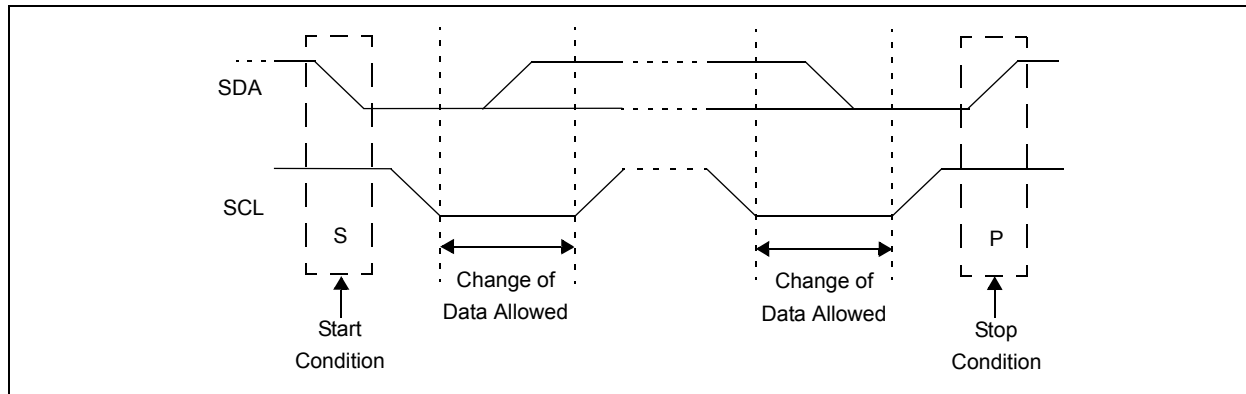 SDA
SCL
S
P
Change of
Data Allowed
Change of
Data Allowed
Start
Condition
Stop
Condition